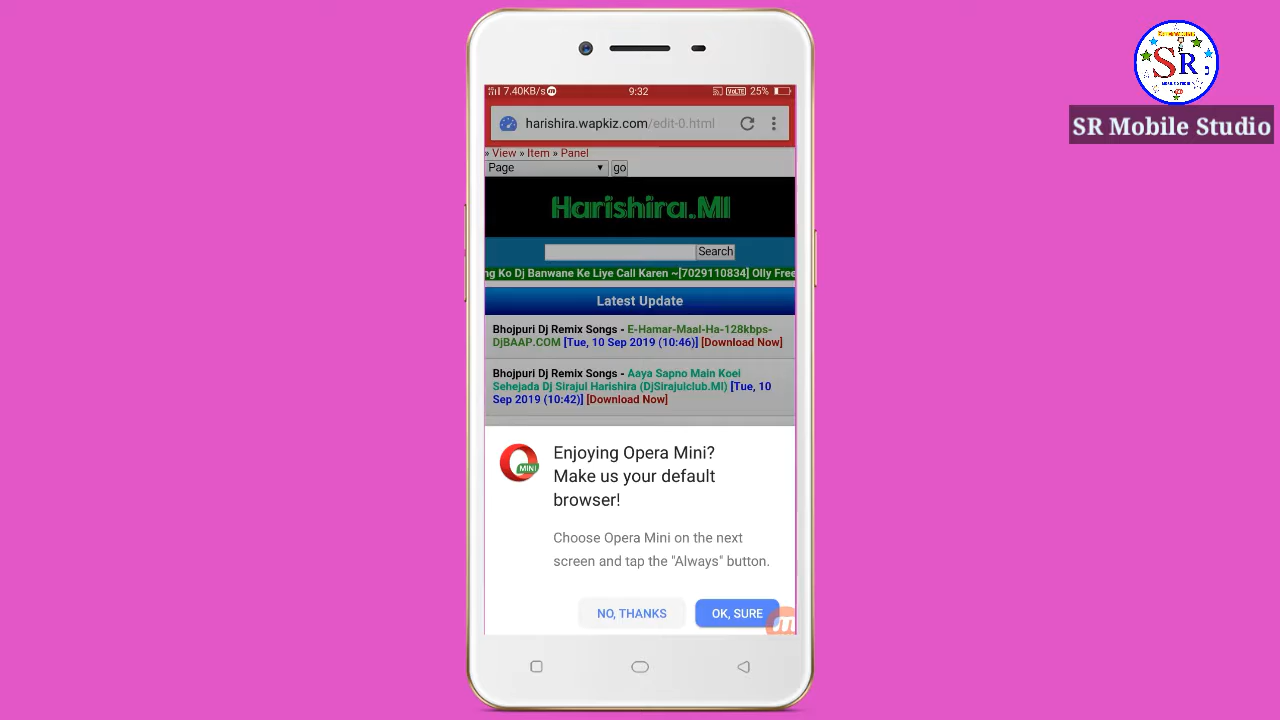 SR
SR Mobile Studio
7.40KB/s
9:32
VoLTE 25%
harishira.wapkiz.com/edit-0.html
» View » Item » Panel
Page
go
Harishira.Ml
Search
ng Ko Dj Banwane Ke Liye Call Karen ~[7029110834] Olly Free
Latest Update
Bhojpuri Dj Remix Songs - E-Hamar-Maal-Ha-128kbps-
DjBAAP.COM [Tue, 10 Sep 2019 (10:46)] [Download Now]
Bhojpuri Dj Remix Songs - Aaya Sapno Main Koei
Sehejada Dj Sirajul Harishira (DjSirajulclub.Ml) [Tue, 10
Sep 2019 (10:42)] [Download Now]
MINI
Enjoying Opera Mini?
Make us your default
browser!
Choose Opera Mini on the next
screen and tap the "Always" button.
NO, THANKS
OK, SURE